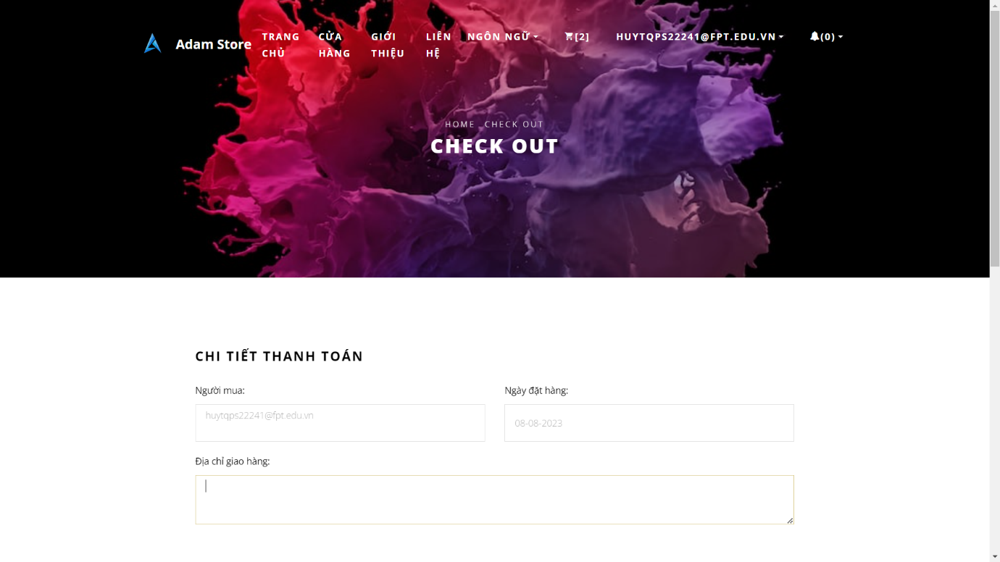 Adam Store
TRANG CỬA GIỚI LIÊN NGÔN NGỮ [2] HUYTQPS22241@FPT.EDU.VN (0)
CHỦ HÀNG THIỆU HỆ
HOME CHECK OUT
CHECK OUT
CHI TIẾT THANH TOÁN
Người mua: Ngày đặt hàng:
huytqps22241@fpt.edu.vn 08-08-2023
Địa chỉ giao hàng: